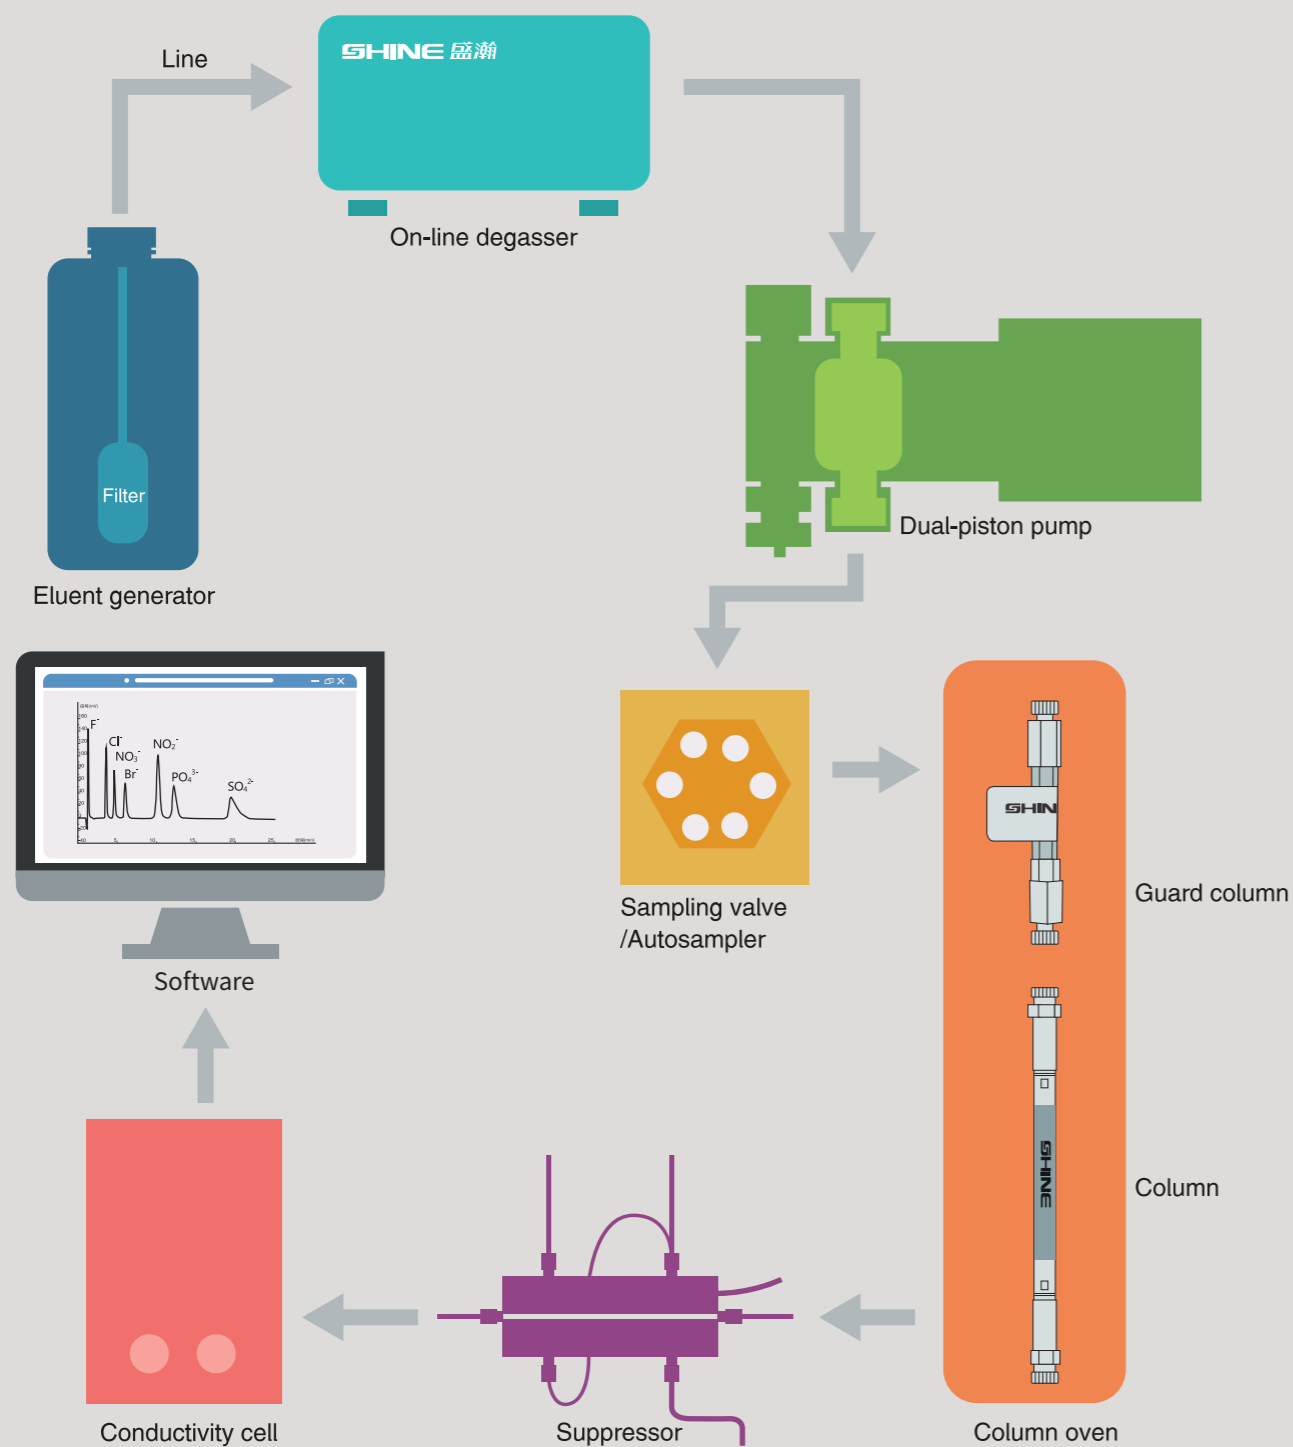 Line
SHINE 盛瀚
On-line degasser
Filter
Eluent generator
Dual-piston pump
F⁻
Cl⁻
NO₃⁻
Br⁻
NO₂⁻
PO₄³⁻
SO₄²⁻
Software
Sampling valve
/Autosampler
SHIN
Guard column
SHINE
Column
Conductivity cell
Suppressor
Column oven